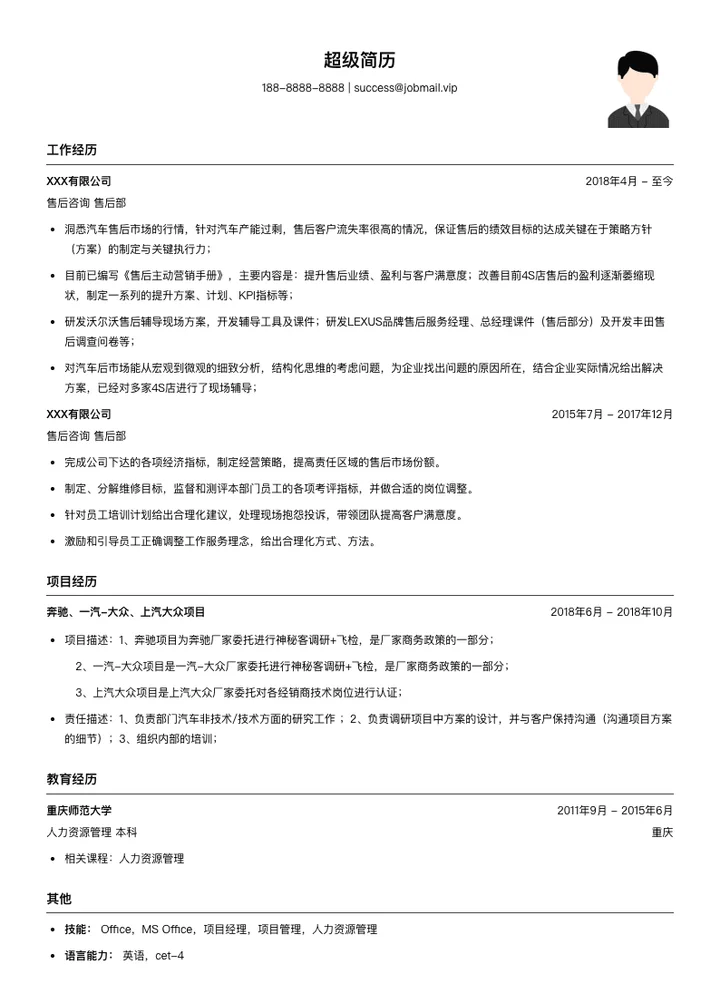 超级简历
188-8888-8888 | success@jobmail.vip
工作经历
XXX有限公司 2018年4月 – 至今
售后咨询 售后部
• 洞悉汽车售后市场的行情，针对汽车产能过剩，售后客户流失率很高的情况，保证售后的绩效目标的达成关键在于策略方针
（方案）的制定与关键执行力；
• 目前已编写《售后主动营销手册》，主要内容是：提升售后业绩、盈利与客户满意度；改善目前4S店售后的盈利逐渐萎缩现
状，制定一系列的提升方案、计划、KPI指标等；
• 研发沃尔沃售后辅导现场方案，开发辅导工具及课件；研发LEXUS品牌售后服务经理、总经理课件（售后部分）及开发丰田售
后调查问卷等；
• 对汽车后市场能从宏观到微观的细致分析，结构化思维的考虑问题，为企业找出问题的原因所在，结合企业实际情况给出解决
方案，已经对多家4S店进行了现场辅导；
XXX有限公司 2015年7月 – 2017年12月
售后咨询 售后部
• 完成公司下达的各项经济指标，制定经营策略，提高责任区域的售后市场份额。
• 制定、分解维修目标，监督和测评本部门员工的各项考评指标，并做合适的岗位调整。
• 针对员工培训计划给出合理化建议，处理现场抱怨投诉，带领团队提高客户满意度。
• 激励和引导员工正确调整工作服务理念，给出合理化方式、方法。
项目经历
奔驰、一汽–大众、上汽大众项目 2018年6月 – 2018年10月
• 项目描述：1、奔驰项目为奔驰厂家委托进行神秘客调研+飞检，是厂家商务政策的一部分；
2、一汽–大众项目是一汽–大众厂家委托进行神秘客调研+飞检，是厂家商务政策的一部分；
3、上汽大众项目是上汽大众厂家委托对各经销商技术岗位进行认证；
• 责任描述：1、负责部门汽车非技术/技术方面的研究工作 ；2、负责调研项目中方案的设计，并与客户保持沟通（沟通项目方案
的细节）；3、组织内部的培训；
教育经历
重庆师范大学 2011年9月 – 2015年6月
人力资源管理 本科 重庆
• 相关课程：人力资源管理
其他
• 技能： Office，MS Office，项目经理，项目管理，人力资源管理
• 语言能力： 英语，cet-4